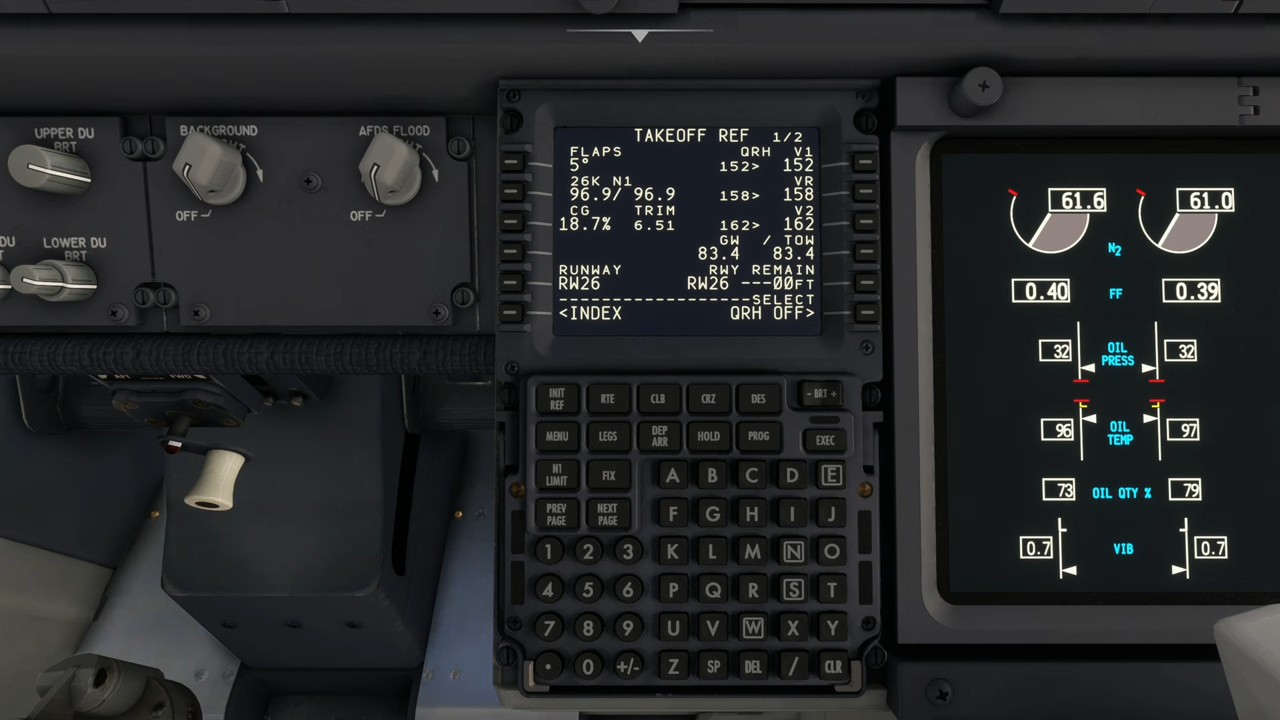 UPPER DU
BRT
BACKGROUND
OFF
AFDS FLOOD
OFF
DU
LOWER DU
BRT
TAKEOFF REF 1/2
FLAPS QRH V1
5° 152> 152
26K N1 VR
96.9/ 96.9 158> 158
CG TRIM V2
18.7% 6.51 162> 162
GW / TOW
83.4 83.4
RUNWAY RWY REMAIN
RW26 RW26 ---00FT
------------------SELECT
<INDEX QRH OFF>
INIT REF RTE CLB CRZ DES - BRT +
MENU LEGS DEP ARR HOLD PROG EXEC
N1 LIMIT FIX A B C D E
PREV PAGE NEXT PAGE F G H I J
1 2 3 K L M N O
4 5 6 P Q R S T
7 8 9 U V W X Y
. 0 +/- Z SP DEL / CLR
61.6 61.0
N2
0.40 FF 0.39
32 OIL PRESS 32
96 OIL TEMP 97
73 OIL QTY % 79
0.7 VIB 0.7